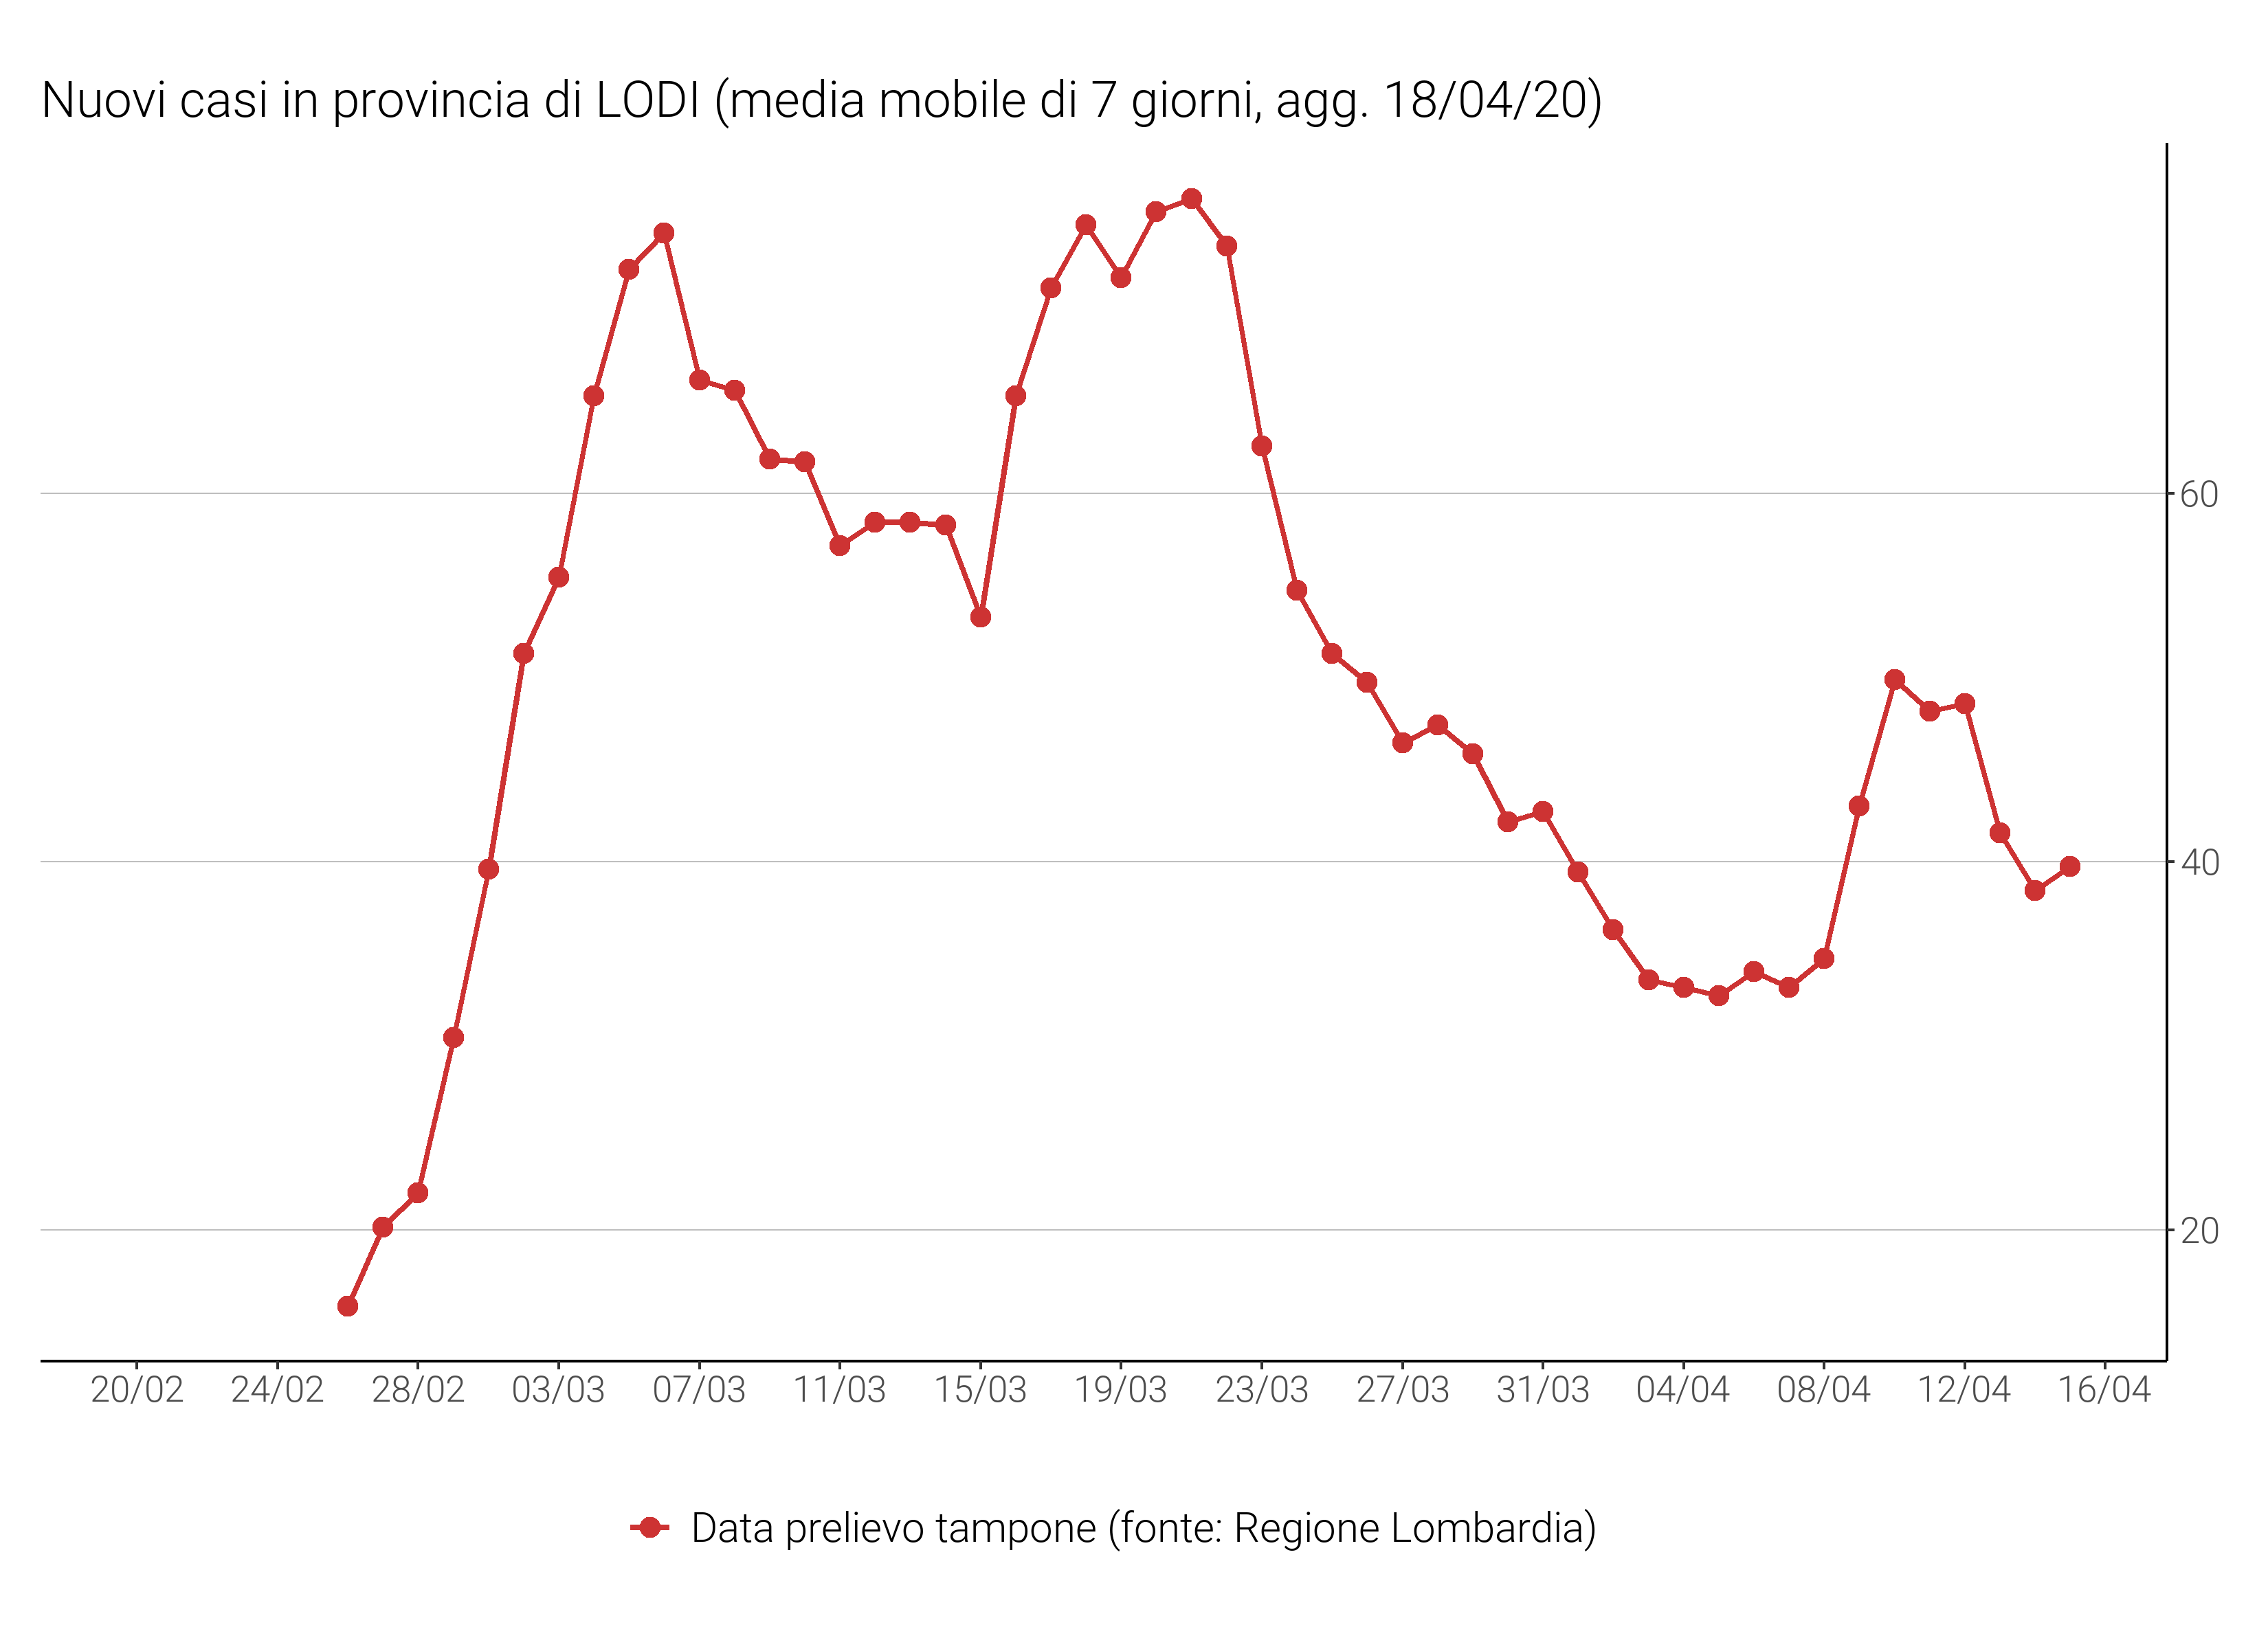 Nuovi casi in provincia di LODI (media mobile di 7 giorni, agg. 18/04/20)
60
40
20
20/02 24/02 28/02 03/03 07/03 11/03 15/03 19/03 23/03 27/03 31/03 04/04 08/04 12/04 16/04
Data prelievo tampone (fonte: Regione Lombardia)